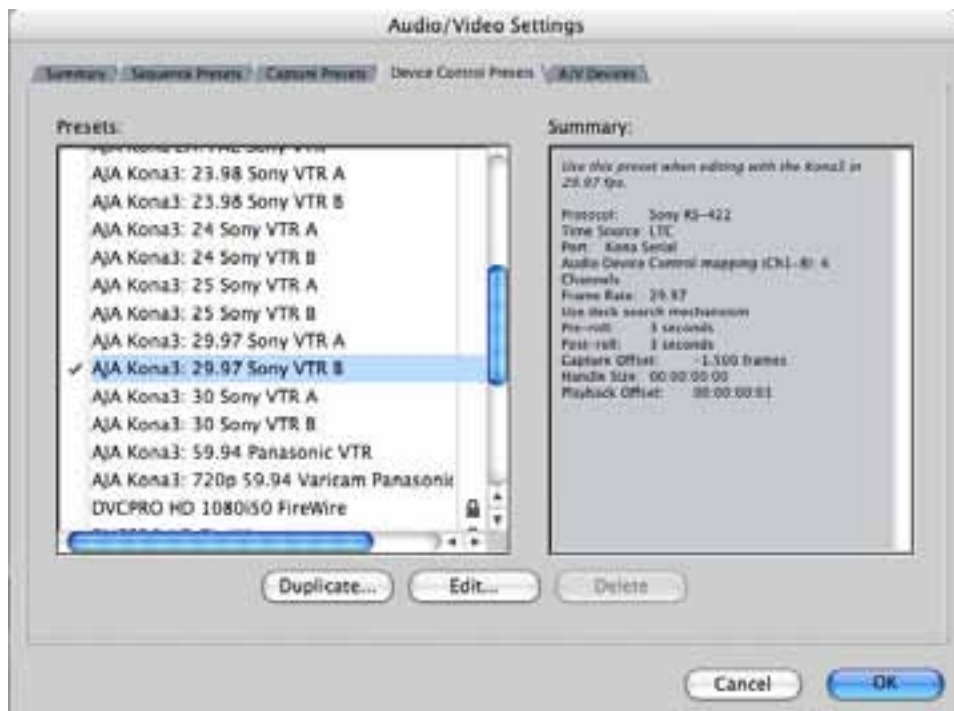 Audio/Video Settings
Summary
Sequence Presets
Capture Presets
Device Control Presets
A/V Devices
Presets:
AJA Kona3: 23.98 Sony VTR A
AJA Kona3: 23.98 Sony VTR B
AJA Kona3: 24 Sony VTR A
AJA Kona3: 24 Sony VTR B
AJA Kona3: 25 Sony VTR A
AJA Kona3: 25 Sony VTR B
AJA Kona3: 29.97 Sony VTR A
AJA Kona3: 29.97 Sony VTR B
AJA Kona3: 30 Sony VTR A
AJA Kona3: 30 Sony VTR B
AJA Kona3: 59.94 Panasonic VTR
AJA Kona3: 720p 59.94 Varicam Panasonic
DVCPRO HD 1080i50 FireWire
Summary:
Use this preset when editing with the Kona3 in
29.97 fps.
Protocol: Sony RS-422
Time Source: LTC
Port: Kona Serial
Audio Device Control mapping (Ch1-8): 4
Channels
Frame Rate: 29.97
Use deck search mechanism
Pre-roll: 3 seconds
Post-roll: 3 seconds
Capture Offset: -1.500 frames
Handle Size: 00:00:00:00
Playback Offset: 00:00:00:01
Duplicate...
Edit...
Delete
Cancel
OK